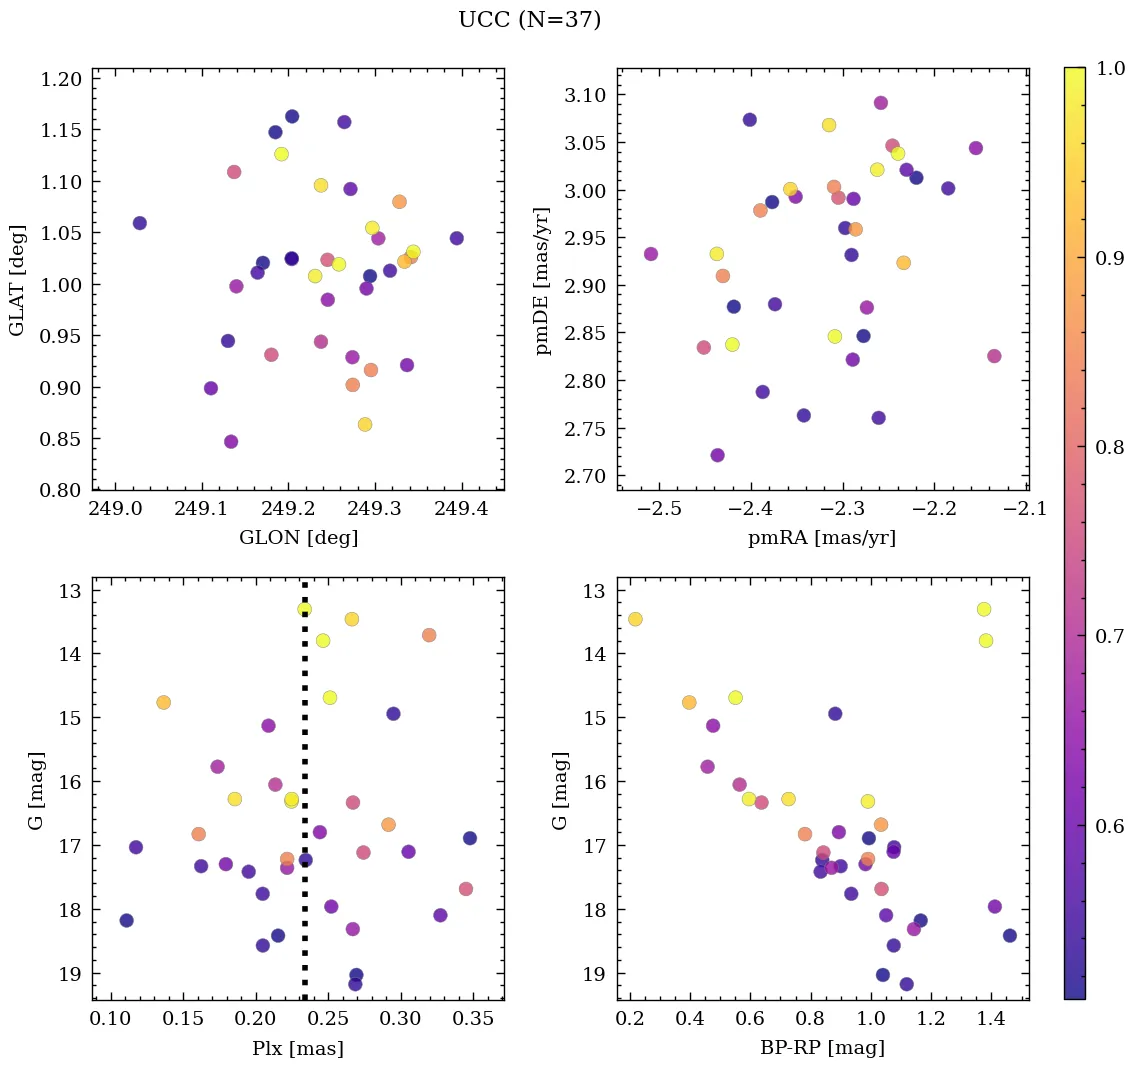 UCC (N=37)
1.20
1.15
1.10
1.05
1.00
0.95
0.90
0.85
0.80
GLAT [deg]
249.0 249.1 249.2 249.3 249.4
GLON [deg]
3.10
3.05
3.00
2.95
2.90
2.85
2.80
2.75
2.70
pmDE [mas/yr]
−2.5 −2.4 −2.3 −2.2 −2.1
pmRA [mas/yr]
1.0
0.9
0.8
0.7
0.6
13
14
15
16
17
18
19
G [mag]
0.10 0.15 0.20 0.25 0.30 0.35
Plx [mas]
13
14
15
16
17
18
19
G [mag]
0.2 0.4 0.6 0.8 1.0 1.2 1.4
BP-RP [mag]